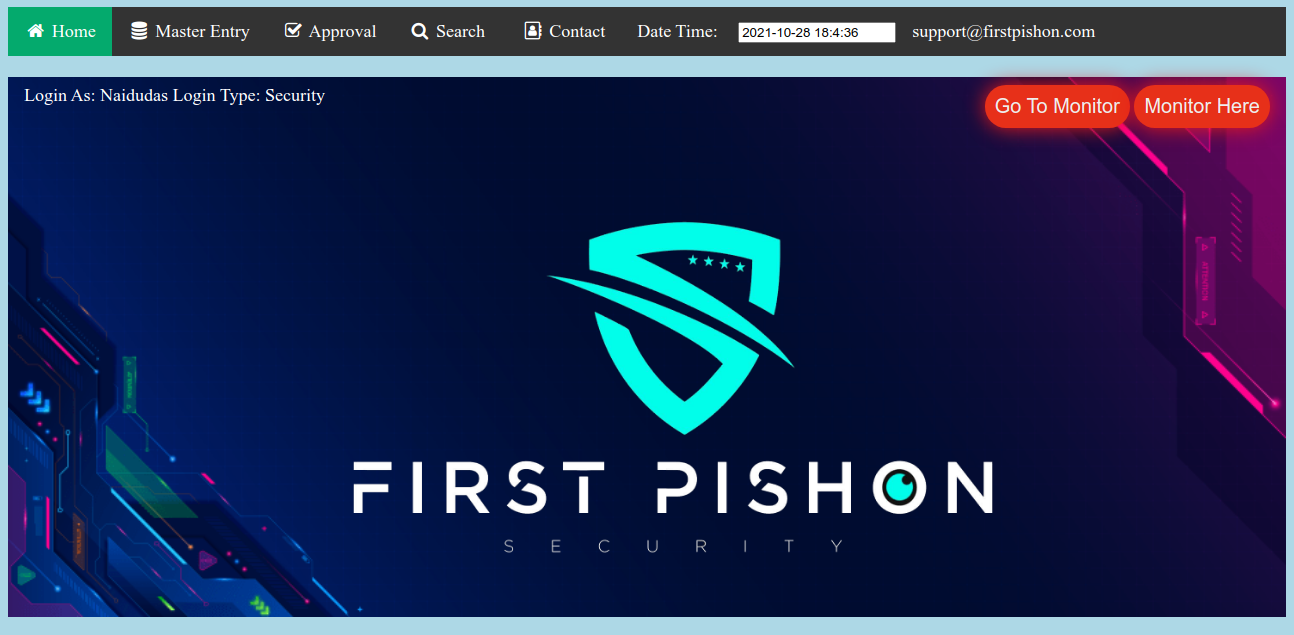 Home Master Entry Approval Search Contact Date Time: 2021-10-28 18:4:36 support@firstpishon.com
Login As: Naidudas Login Type: Security
Go To Monitor Monitor Here
ATTENTION
FIRST PISHON
SECURITY